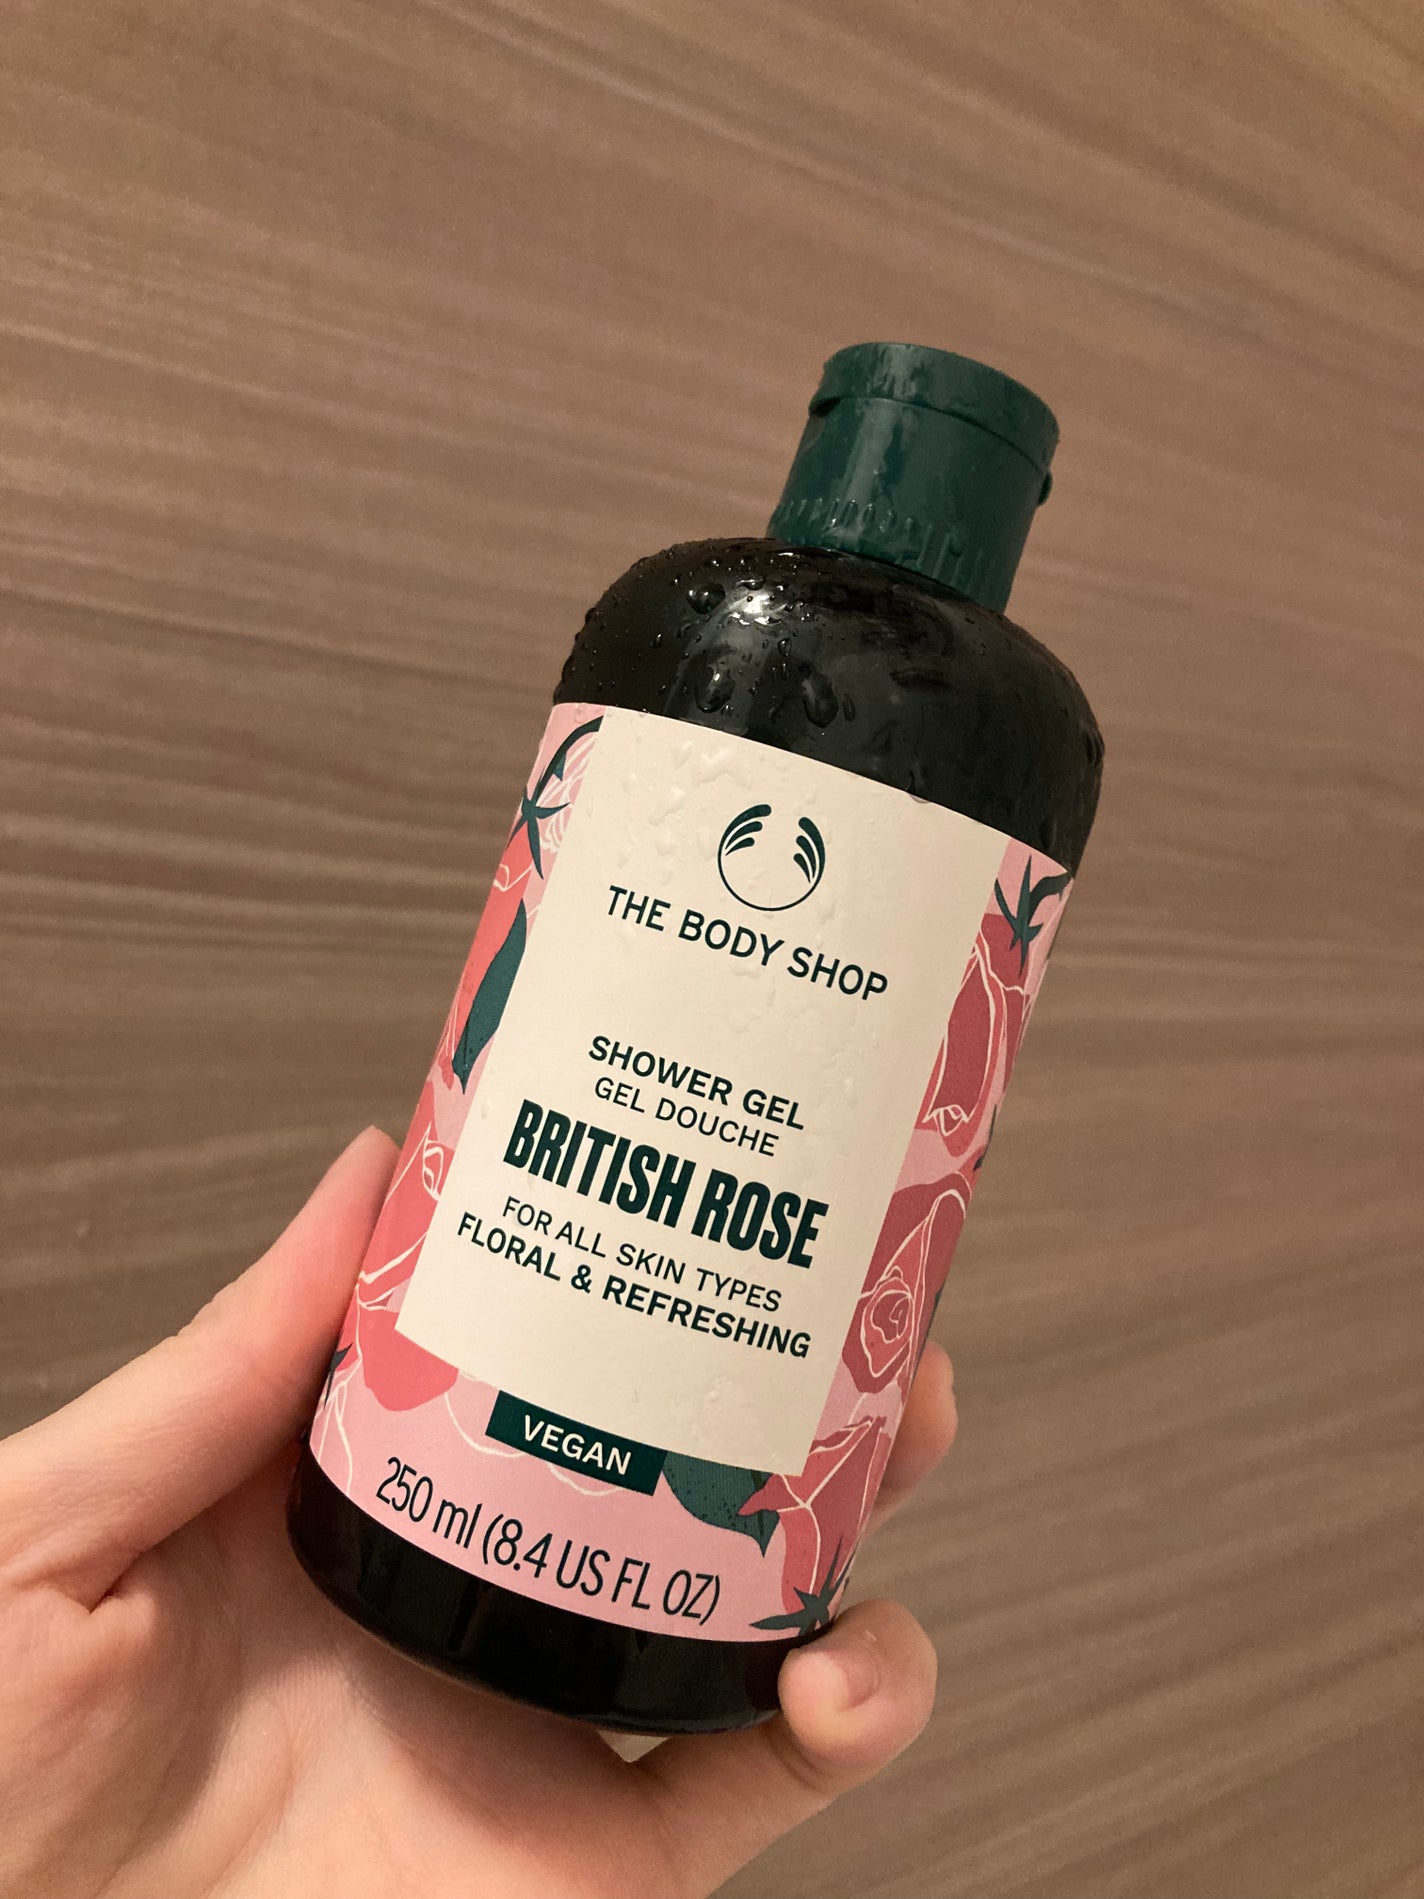 THE BODY SHOP
SHOWER GEL
GEL DOUCHE
BRITISH ROSE
FOR ALL SKIN TYPES
FLORAL & REFRESHING
VEGAN
250 ml (8.4 US FL OZ)